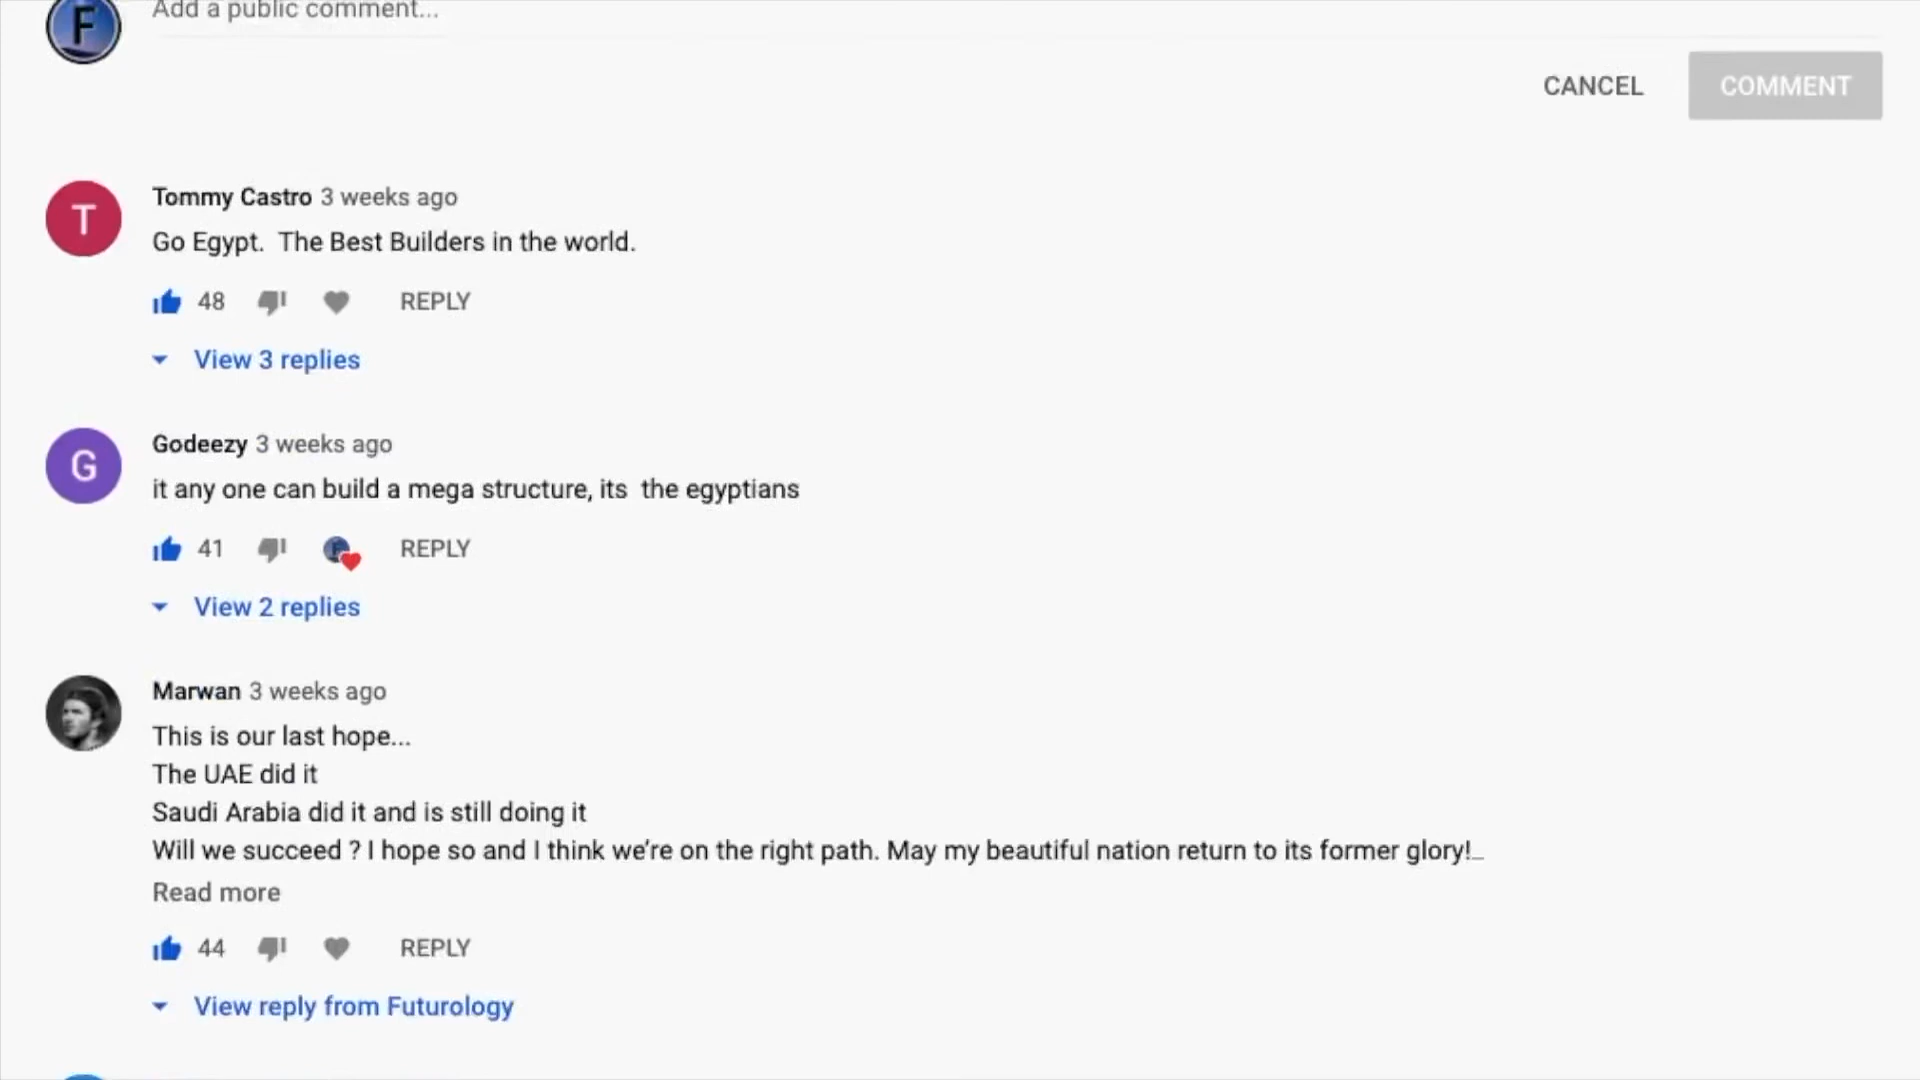 F
Add a public comment...
CANCEL
COMMENT
T
Tommy Castro 3 weeks ago
Go Egypt.  The Best Builders in the world.
48
REPLY
View 3 replies
G
Godeezy 3 weeks ago
it any one can build a mega structure, its  the egyptians
41
REPLY
View 2 replies
Marwan 3 weeks ago
This is our last hope...
The UAE did it
Saudi Arabia did it and is still doing it
Will we succeed ? I hope so and I think we're on the right path. May my beautiful nation return to its former glory!...
Read more
44
REPLY
View reply from Futurology